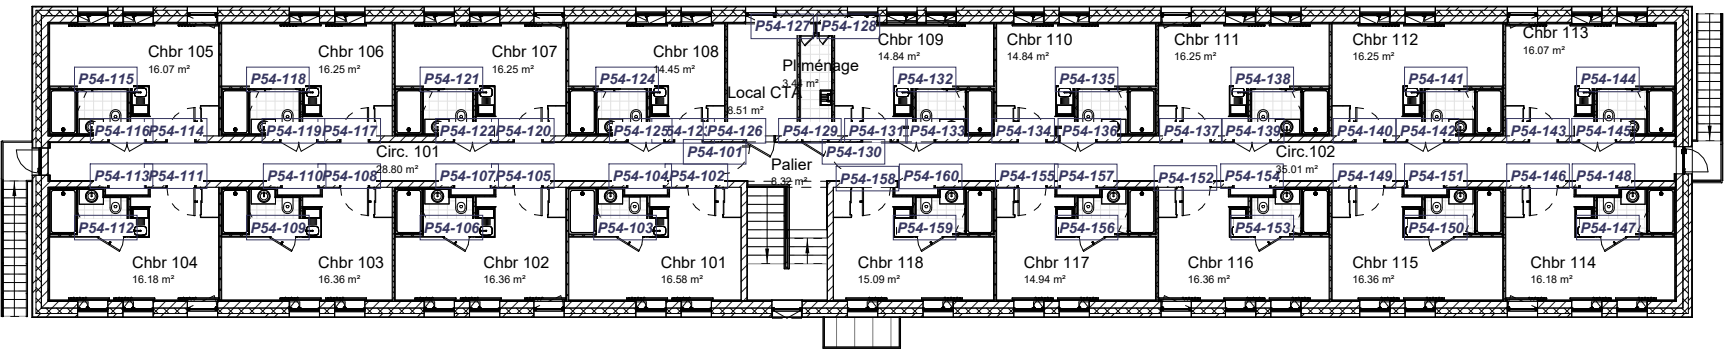 P54-127 P54-128
Chbr 105
16.07 m²
Chbr 106
16.25 m²
Chbr 107
16.25 m²
Chbr 108
14.45 m²
Chbr 109
14.84 m²
Chbr 110
14.84 m²
Chbr 111
16.25 m²
Chbr 112
16.25 m²
Chbr 113
16.07 m²
Pl ménage
P54-115 P54-118 P54-121 P54-124 P54-132 P54-135 P54-138 P54-141 P54-144
Local CTA
8.51 m²
P54-116 P54-114 P54-119 P54-117 P54-122 P54-120 P54-125 P54-126 P54-129 P54-131 P54-133 P54-134 P54-136 P54-137 P54-139 P54-140 P54-142 P54-143 P54-145
Circ. 101
28.80 m²
P54-101 P54-130
Palier
8.32 m²
Circ.102
35.01 m²
P54-113 P54-111 P54-110 P54-108 P54-107 P54-105 P54-104 P54-102 P54-158 P54-160 P54-155 P54-157 P54-152 P54-154 P54-149 P54-151 P54-146 P54-148
P54-112 P54-109 P54-106 P54-103 P54-159 P54-156 P54-153 P54-150 P54-147
Chbr 104
16.18 m²
Chbr 103
16.36 m²
Chbr 102
16.36 m²
Chbr 101
16.58 m²
Chbr 118
15.09 m²
Chbr 117
14.94 m²
Chbr 116
16.36 m²
Chbr 115
16.36 m²
Chbr 114
16.18 m²